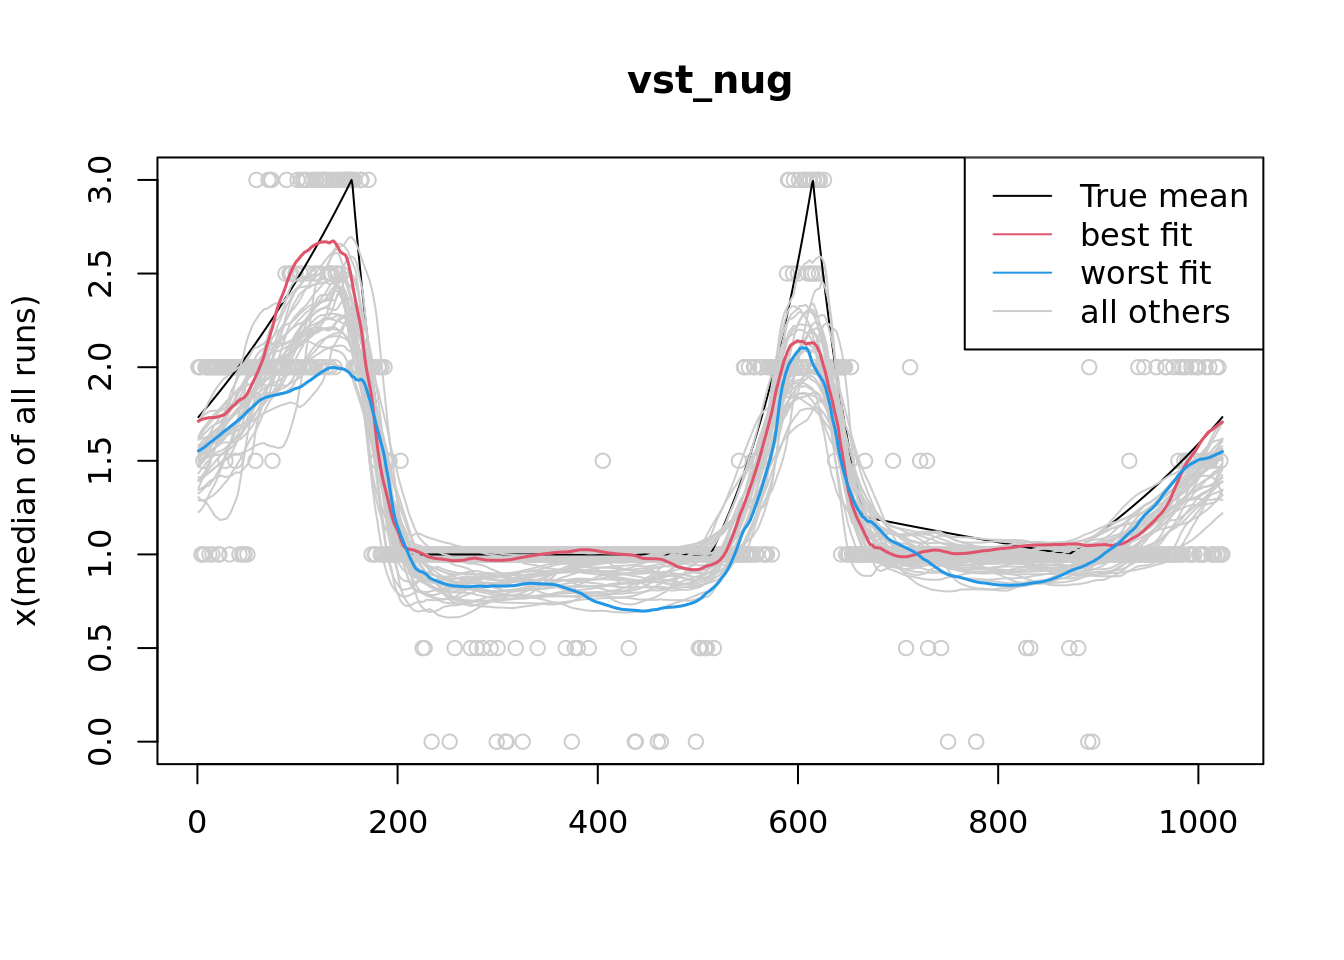 vst_nug
x(median of all runs)
3.0
2.5
2.0
1.5
1.0
0.5
0.0
True mean
best fit
worst fit
all others
0 200 400 600 800 1000